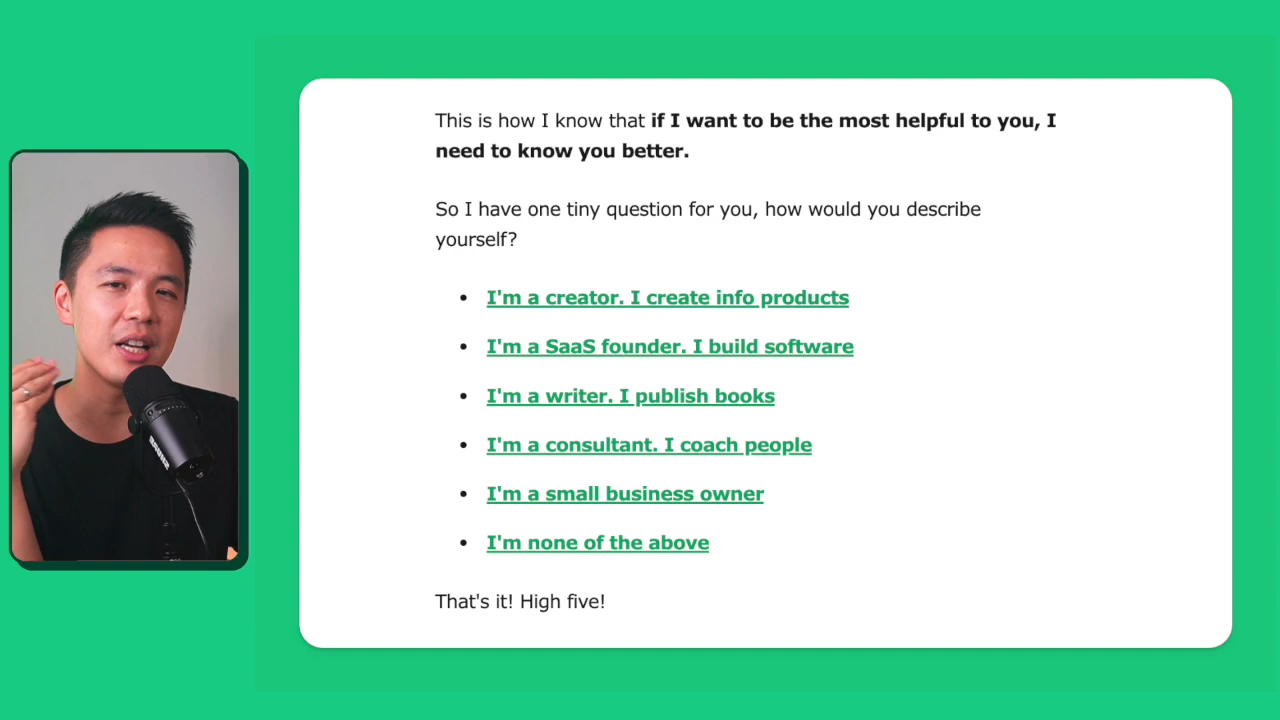 This is how I know that if I want to be the most helpful to you, I
need to know you better.
So I have one tiny question for you, how would you describe
yourself?
• I'm a creator. I create info products
• I'm a SaaS founder. I build software
• I'm a writer. I publish books
• I'm a consultant. I coach people
• I'm a small business owner
• I'm none of the above
That's it! High five!